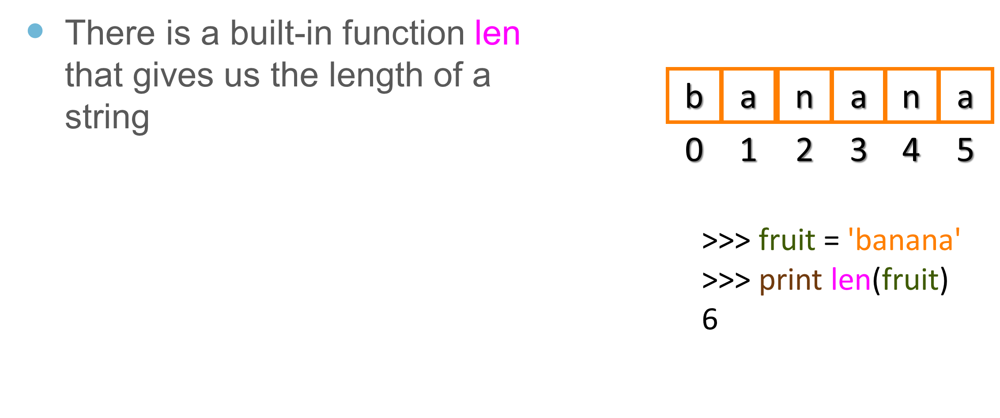 There is a built-in function len
that gives us the length of a
string
b a n a n a
0 1 2 3 4 5
>>> fruit = 'banana'
>>> print len(fruit)
6